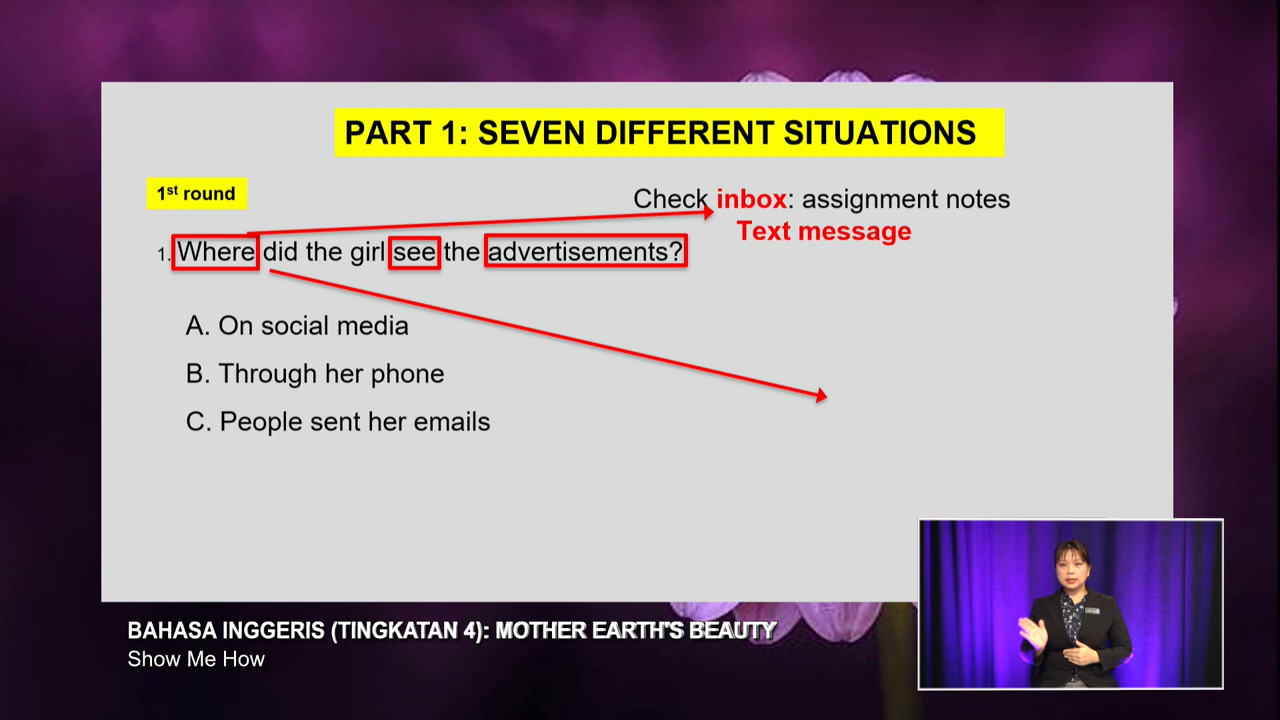 PART 1: SEVEN DIFFERENT SITUATIONS
1st round
Check inbox: assignment notes
Text message
1. Where did the girl see the advertisements?
A. On social media
B. Through her phone
C. People sent her emails
BAHASA INGGERIS (TINGKATAN 4): MOTHER EARTH'S BEAUTY
Show Me How